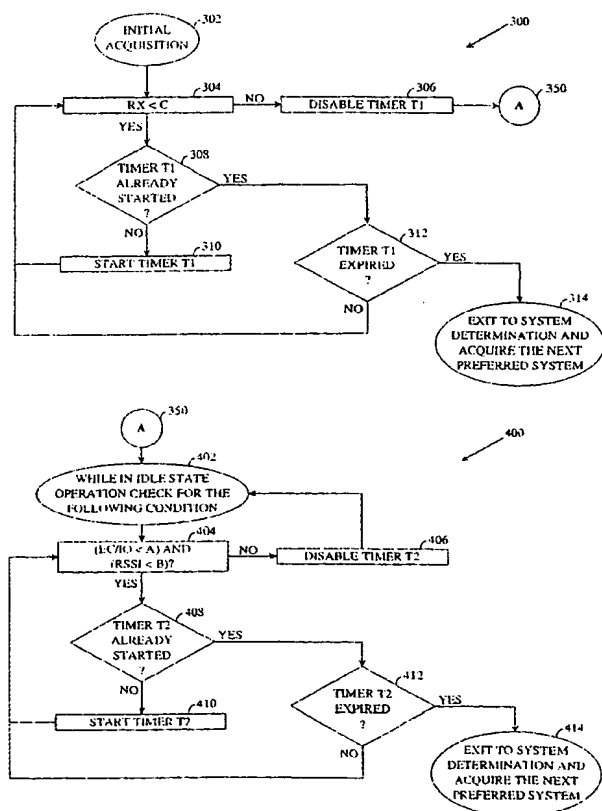 302
INITIAL
ACQUISITION
300
304
RX < C
NO
306
DISABLE TIMER T1
350
A
YES
308
TIMER T1
ALREADY
STARTED
?
YES
NO
310
START TIMER T1
312
TIMER T1
EXPIRED
?
YES
NO
314
EXIT TO SYSTEM
DETERMINATION AND
ACQUIRE THE NEXT
PREFERRED SYSTEM
350
A
400
402
WHILE IN IDLE STATE
OPERATION CHECK FOR THE
FOLLOWING CONDITION
404
(EC/IO < A) AND
(RSSI < B)?
NO
406
DISABLE TIMER T2
YES
408
TIMER T2
ALREADY
STARTED
?
YES
NO
410
START TIMER T2
412
TIMER T2
EXPIRED
?
YES
NO
414
EXIT TO SYSTEM
DETERMINATION AND
ACQUIRE THE NEXT
PREFERRED SYSTEM